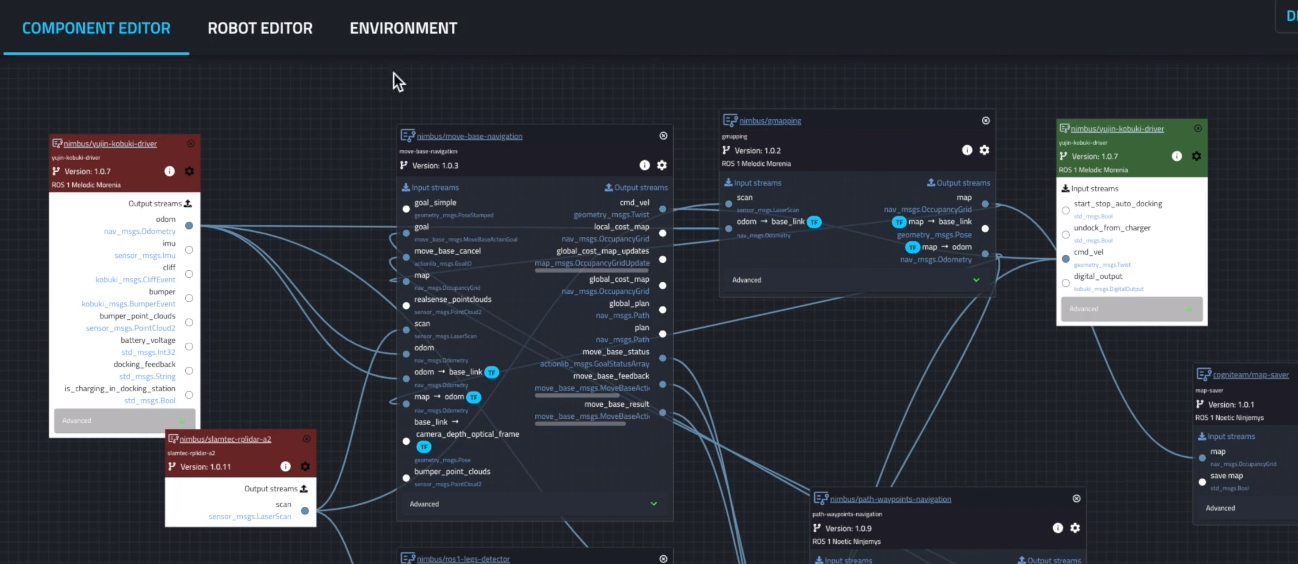 COMPONENT EDITOR
ROBOT EDITOR
ENVIRONMENT
nimbus/yujin-kobuki-driver
yujin-kobuki-driver
Version: 1.0.7
ROS 1 Melodic Morenia
Output streams
odom
nav_msgs.Odometry
imu
sensor_msgs.Imu
cliff
kobuki_msgs.CliffEvent
bumper
kobuki_msgs.BumperEvent
bumper_point_clouds
sensor_msgs.PointCloud2
battery_voltage
std_msgs.Int32
docking_feedback
std_msgs.String
is_charging_in_docking_station
std_msgs.Bool
Advanced
nimbus/slamtec-rplidar-a2
slamtec-rplidar-a2
Version: 1.0.11
Output streams
scan
sensor_msgs.LaserScan
nimbus/move-base-navigation
move-base-navigation
Version: 1.0.3
Input streams
goal_simple
geometry_msgs.PoseStamped
goal
move_base_msgs.MoveBaseActionGoal
move_base_cancel
actionlib_msgs.GoalID
map
nav_msgs.OccupancyGrid
realsense_pointclouds
sensor_msgs.PointCloud2
scan
sensor_msgs.LaserScan
odom
nav_msgs.Odometry
odom → base_link TF
nav_msgs.Odometry
map → odom TF
nav_msgs.Odometry
base_link →
camera_depth_optical_frame
TF
geometry_msgs.Pose
bumper_point_clouds
sensor_msgs.PointCloud2
Output streams
cmd_vel
geometry_msgs.Twist
local_cost_map
nav_msgs.OccupancyGrid
global_cost_map_updates
map_msgs.OccupancyGridUpdate
global_cost_map
nav_msgs.OccupancyGrid
global_plan
nav_msgs.Path
plan
nav_msgs.Path
move_base_status
actionlib_msgs.GoalStatusArray
move_base_feedback
move_base_msgs.MoveBaseActi
move_base_result
move_base_msgs.MoveBaseActi
Advanced
nimbus/ros1-legs-detector
nimbus/gmapping
gmapping
Version: 1.0.2
ROS 1 Melodic Morenia
Input streams
scan
sensor_msgs.LaserScan
odom → base_link TF
nav_msgs.Odometry
Output streams
map
nav_msgs.OccupancyGrid
TF map → base_link
geometry_msgs.Pose
TF map → odom
nav_msgs.Odometry
Advanced
nimbus/path-waypoints-navigation
path-waypoints-navigation
Version: 1.0.9
ROS 1 Noetic Ninjemys
Input streams
Output streams
nimbus/yujin-kobuki-driver
yujin-kobuki-driver
Version: 1.0.7
ROS 1 Melodic Morenia
Input streams
start_stop_auto_docking
std_msgs.Bool
undock_from_charger
std_msgs.Bool
cmd_vel
geometry_msgs.Twist
digital_output
kobuki_msgs.DigitalOutput
Advanced
cogniteam/map-saver
map-saver
Version: 1.0.1
ROS 1 Noetic Ninjemys
Input streams
map
nav_msgs.OccupancyGrid
save map
std_msgs.Bool
Advanced